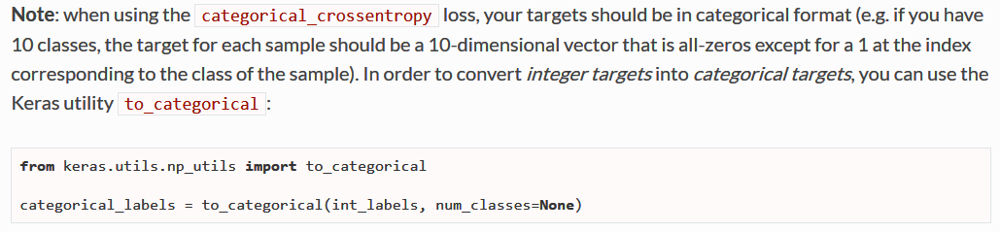 Note: when using the categorical_crossentropy loss, your targets should be in categorical format (e.g. if you have
10 classes, the target for each sample should be a 10-dimensional vector that is all-zeros except for a 1 at the index
corresponding to the class of the sample). In order to convert integer targets into categorical targets, you can use the
Keras utility to_categorical:
from keras.utils.np_utils import to_categorical
categorical_labels = to_categorical(int_labels, num_classes=None)